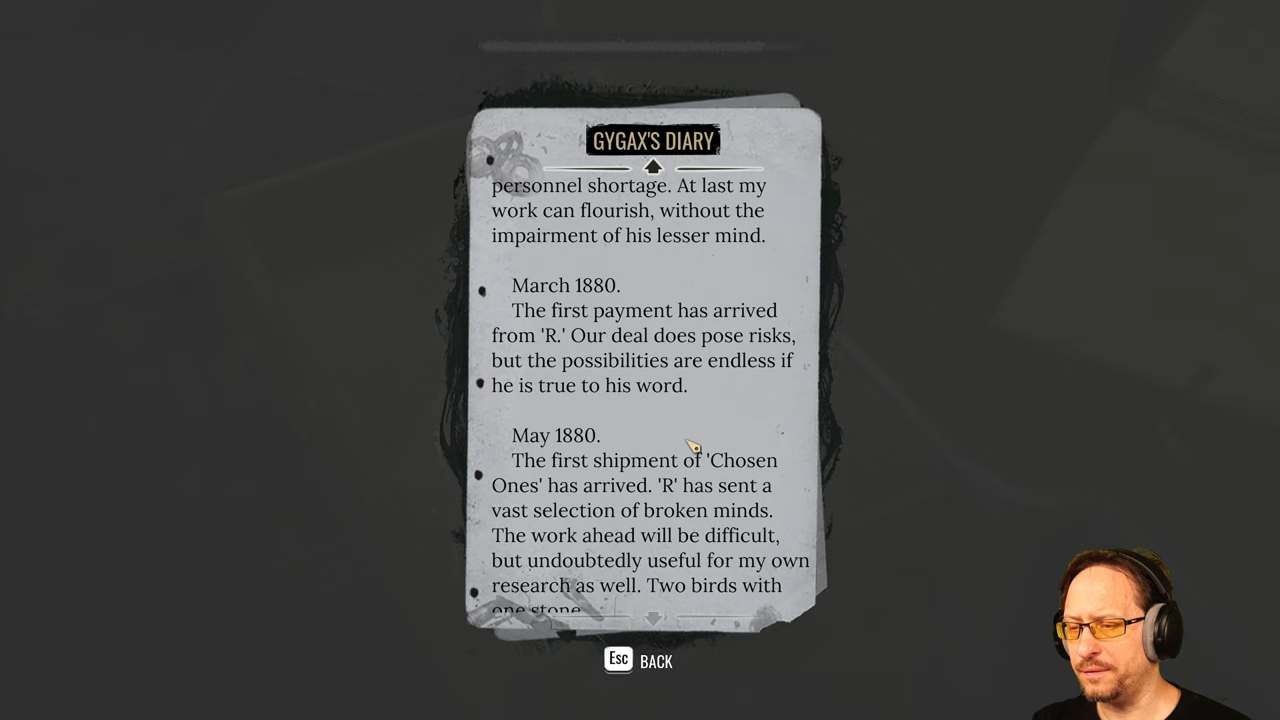 GYGAX'S DIARY
personnel shortage. At last my
work can flourish, without the
impairment of his lesser mind.
March 1880.
The first payment has arrived
from 'R.' Our deal does pose risks,
but the possibilities are endless if
he is true to his word.
May 1880.
The first shipment of 'Chosen
Ones' has arrived. 'R' has sent a
vast selection of broken minds.
The work ahead will be difficult,
but undoubtedly useful for my own
research as well. Two birds with
one stone.
Esc BACK